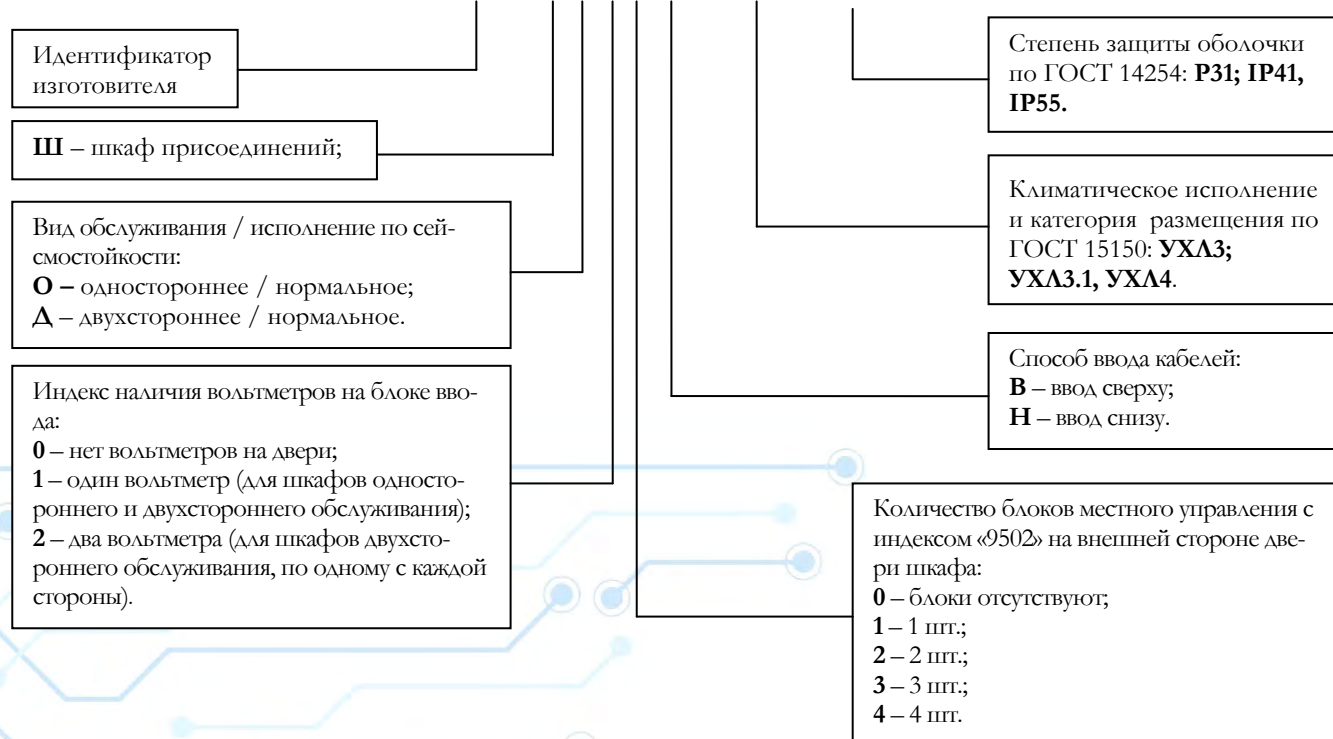 Идентификатор
изготовителя
Ш – шкаф присоединений;
Вид обслуживания / исполнение по сей-
смостойкости:
О – одностороннее / нормальное;
Д – двухстороннее / нормальное.
Индекс наличия вольтметров на блоке вво-
да:
0 – нет вольтметров на двери;
1 – один вольтметр (для шкафов односто-
роннего и двухстороннего обслуживания);
2 – два вольтметра (для шкафов двухсто-
роннего обслуживания, по одному с каждой
стороны).
Степень защиты оболочки
по ГОСТ 14254: Р31; IP41,
IP55.
Климатическое исполнение
и категория размещения по
ГОСТ 15150: УХЛ3;
УХЛ3.1, УХЛ4.
Способ ввода кабелей:
В – ввод сверху;
Н – ввод снизу.
Количество блоков местного управления с
индексом «9502» на внешней стороне две-
ри шкафа:
0 – блоки отсутствуют;
1 – 1 шт.;
2 – 2 шт.;
3 – 3 шт.;
4 – 4 шт.